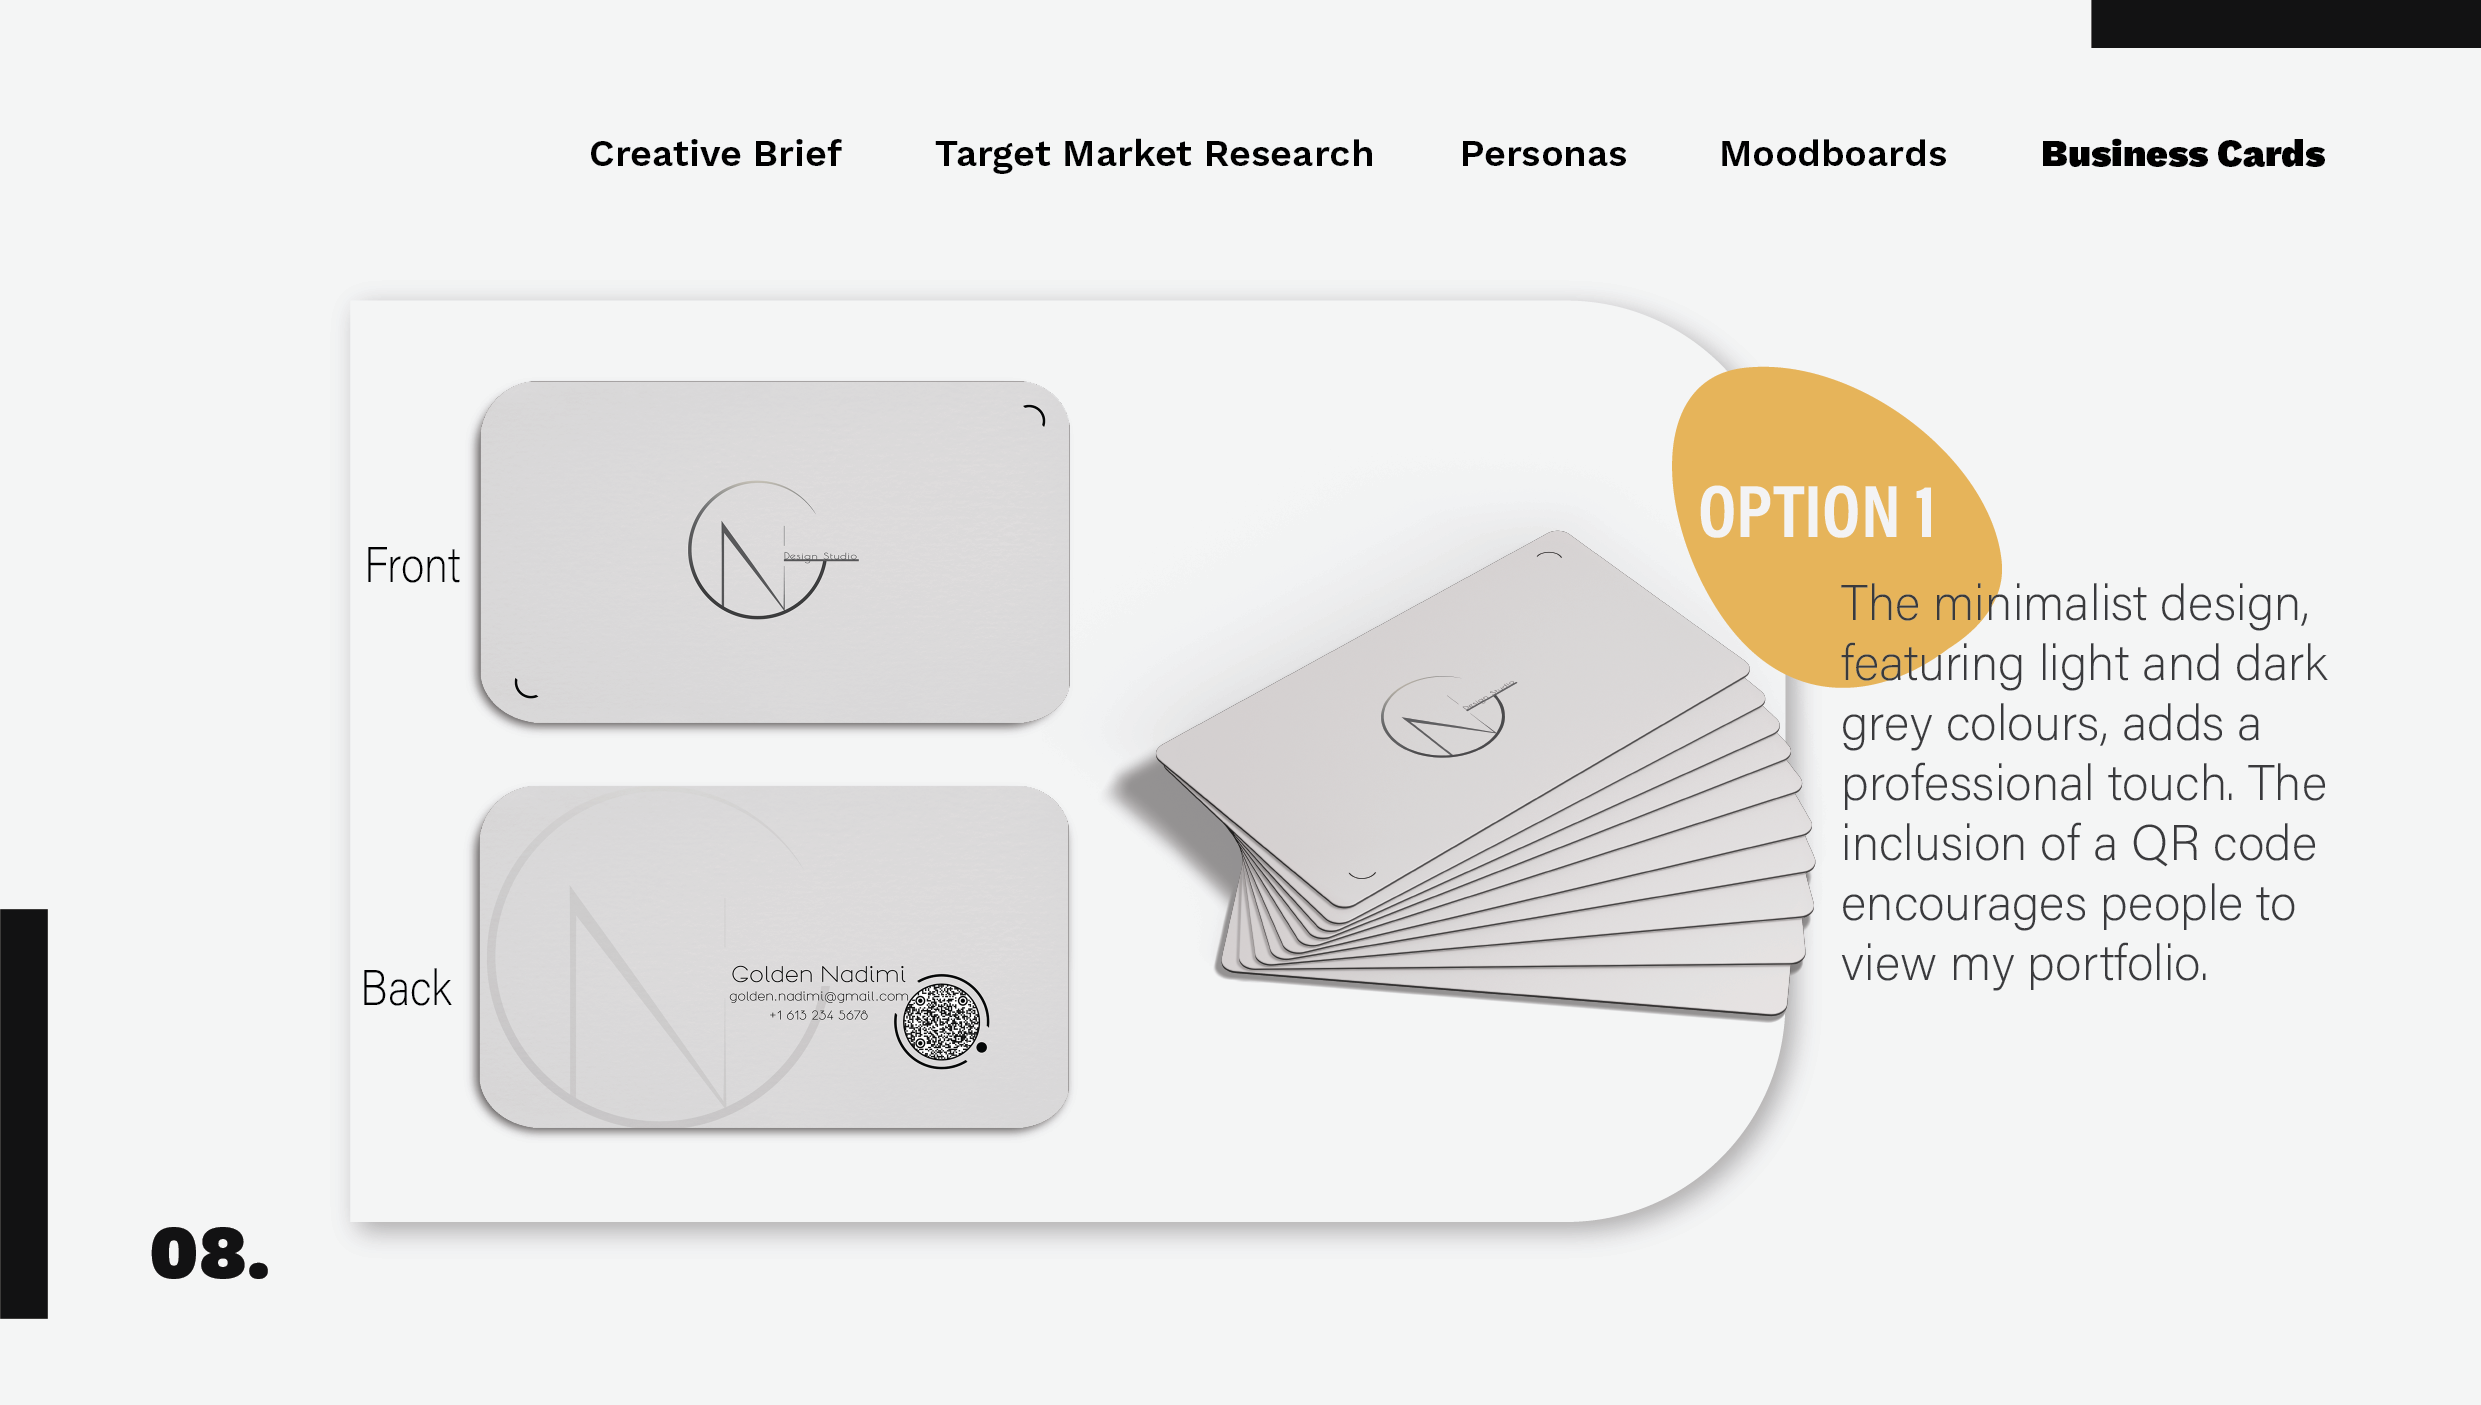 Creative Brief Target Market Research Personas Moodboards Business Cards
Front
Design Studio
Back
Golden Nadimi
golden.nadimi@gmail.com
+1 613 234 5678
Design Studio
OPTION 1
The minimalist design,
featuring light and dark
grey colours, adds a
professional touch. The
inclusion of a QR code
encourages people to
view my portfolio.
08.